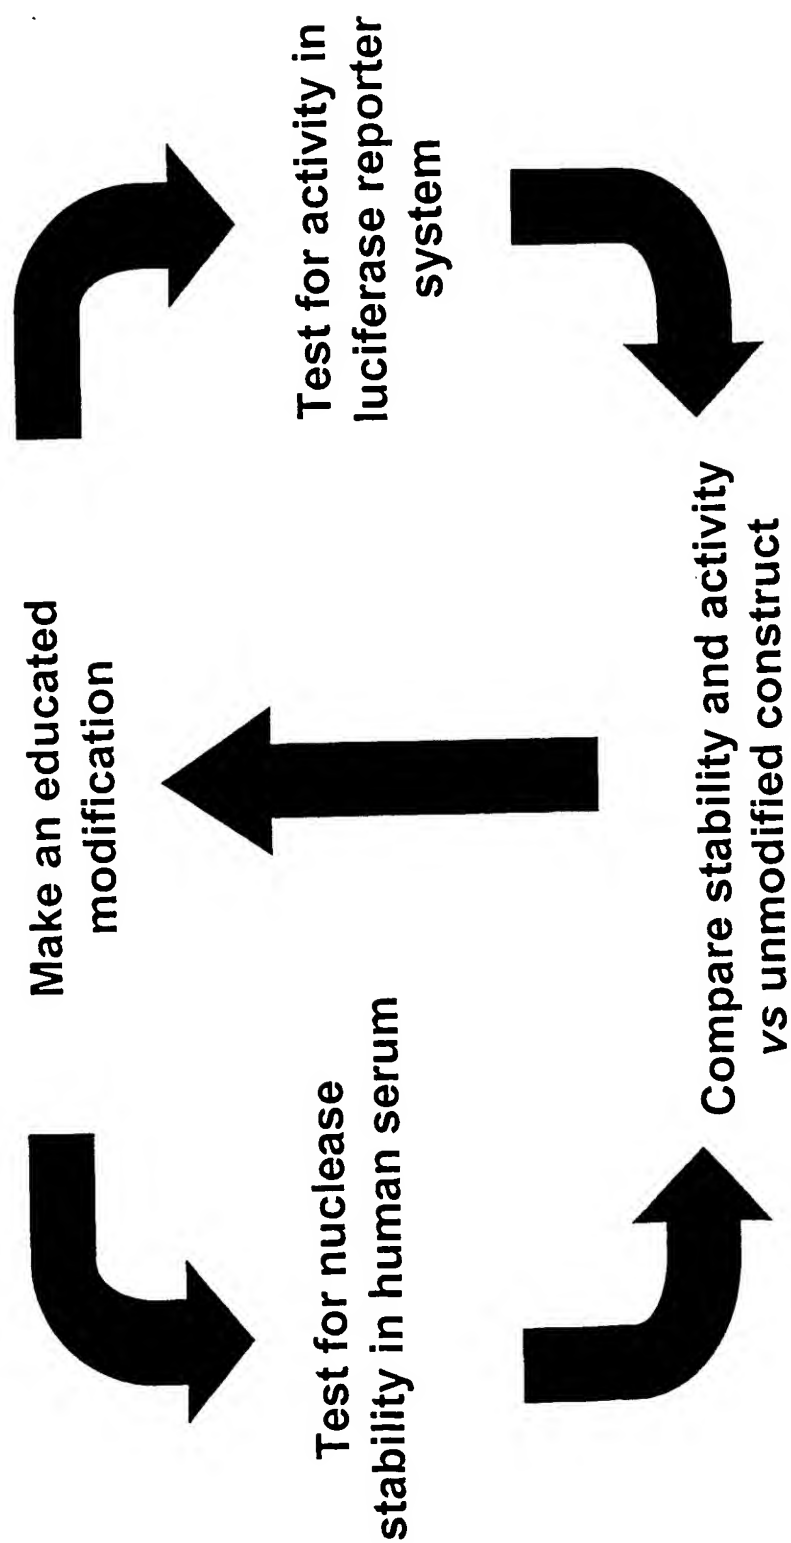 Make an educated
modification
Test for nuclease
stability in human serum
Test for activity in
luciferase reporter
system
Compare stability and activity
vs unmodified construct